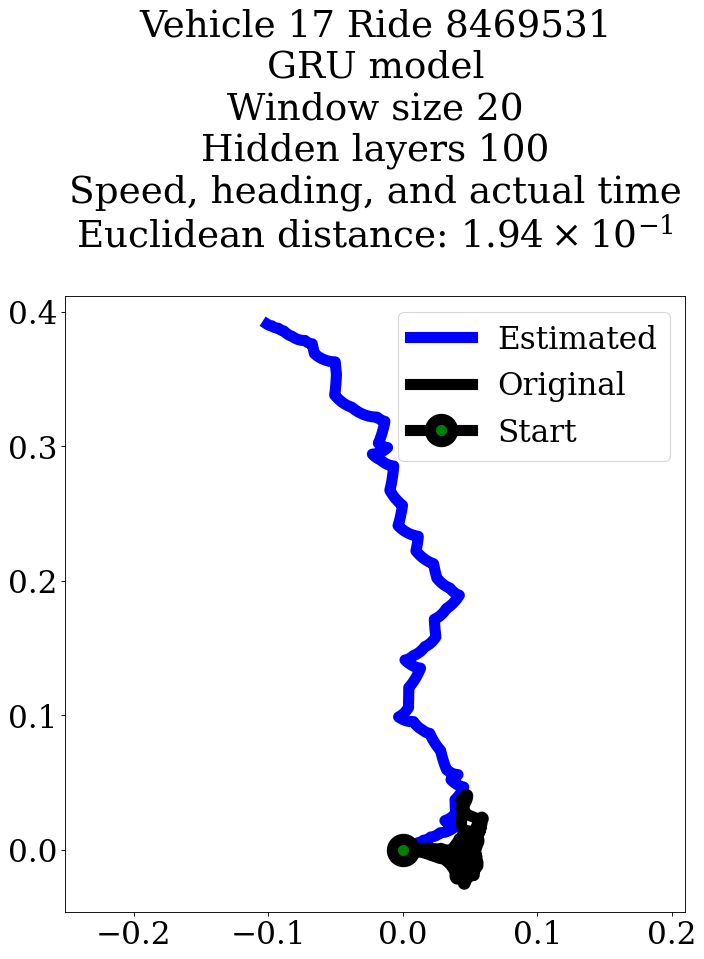 Vehicle 17 Ride 8469531
GRU model
Window size 20
Hidden layers 100
Speed, heading, and actual time
Euclidean distance: 1.94 × 10⁻¹
Estimated
Original
Start
0.4
0.3
0.2
0.1
0.0
−0.2
−0.1
0.0
0.1
0.2